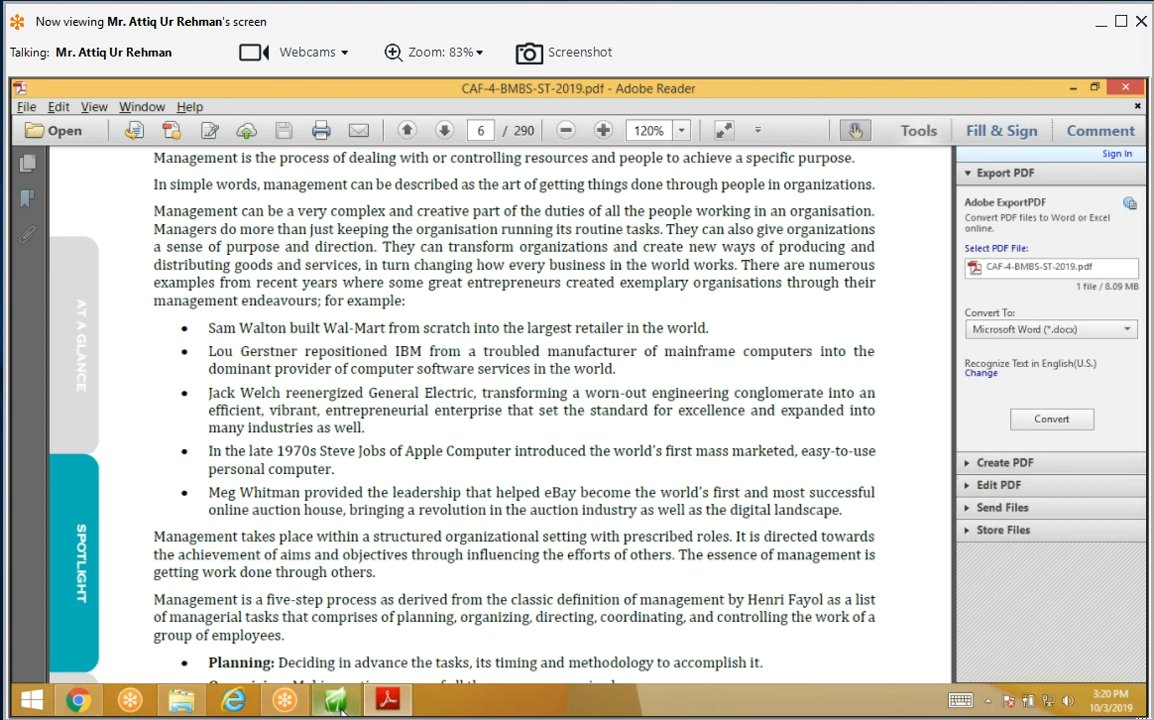 Now viewing Mr. Attiq Ur Rehman's screen
Talking: Mr. Attiq Ur Rehman Webcams Zoom: 83% Screenshot
CAF-4-BMBS-ST-2019.pdf - Adobe Reader
File Edit View Window Help
Open 6 / 290 120% Tools Fill & Sign Comment
Sign In
Management is the process of dealing with or controlling resources and people to achieve a specific purpose.
In simple words, management can be described as the art of getting things done through people in organizations.
Management can be a very complex and creative part of the duties of all the people working in an organisation.
Managers do more than just keeping the organisation running its routine tasks. They can also give organizations
a sense of purpose and direction. They can transform organizations and create new ways of producing and
distributing goods and services, in turn changing how every business in the world works. There are numerous
examples from recent years where some great entrepreneurs created exemplary organisations through their
management endeavours; for example:
• Sam Walton built Wal-Mart from scratch into the largest retailer in the world.
• Lou Gerstner repositioned IBM from a troubled manufacturer of mainframe computers into the
dominant provider of computer software services in the world.
• Jack Welch reenergized General Electric, transforming a worn-out engineering conglomerate into an
efficient, vibrant, entrepreneurial enterprise that set the standard for excellence and expanded into
many industries as well.
• In the late 1970s Steve Jobs of Apple Computer introduced the world's first mass marketed, easy-to-use
personal computer.
• Meg Whitman provided the leadership that helped eBay become the world's first and most successful
online auction house, bringing a revolution in the auction industry as well as the digital landscape.
Management takes place within a structured organizational setting with prescribed roles. It is directed towards
the achievement of aims and objectives through influencing the efforts of others. The essence of management is
getting work done through others.
Management is a five-step process as derived from the classic definition of management by Henri Fayol as a list
of managerial tasks that comprises of planning, organizing, directing, coordinating, and controlling the work of a
group of employees.
• Planning: Deciding in advance the tasks, its timing and methodology to accomplish it.
AT A GLANCE
SPOTLIGHT
Export PDF
Adobe ExportPDF
Convert PDF files to Word or Excel
online.
Select PDF File:
CAF-4-BMBS-ST-2019.pdf
1 file / 8.09 MB
Convert To:
Microsoft Word (*.docx)
Recognize Text in English(U.S.)
Change
Convert
Create PDF
Edit PDF
Send Files
Store Files
3:20 PM
10/3/2019